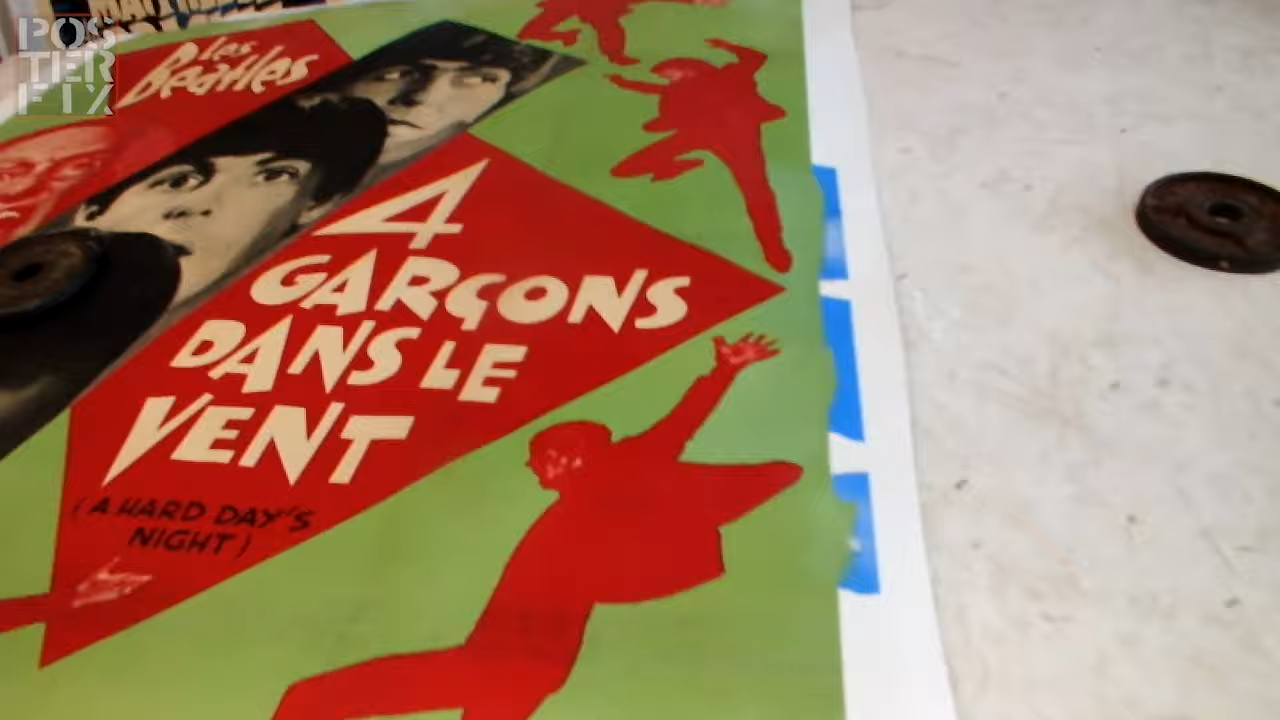 POS
TER
FIX
les
Beatles
4
GARÇONS
DANS LE
VENT
(A HARD DAY'S
NIGHT)